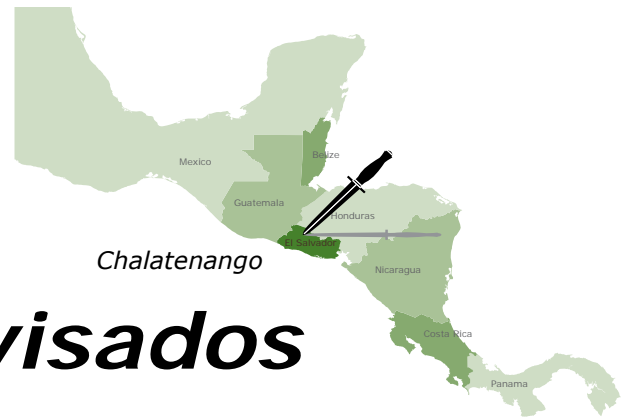 Mexico
Belize
Guatemala
Honduras
El Salvador
Chalatenango
Nicaragua
visados
Costa Rica
Panama